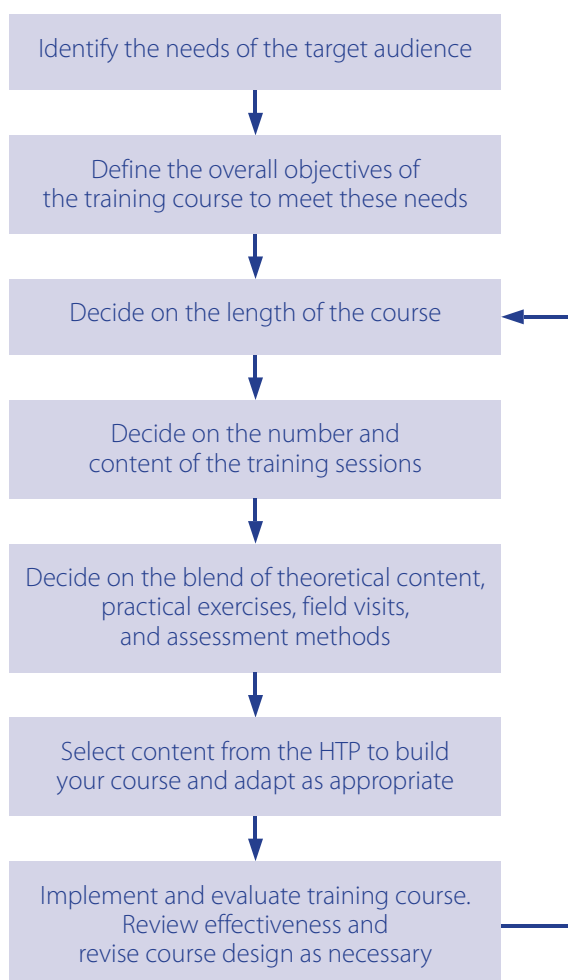 Identify the needs of the target audience
Define the overall objectives of
the training course to meet these needs
Decide on the length of the course
Decide on the number and
content of the training sessions
Decide on the blend of theoretical content,
practical exercises, field visits,
and assessment methods
Select content from the HTP to build
your course and adapt as appropriate
Implement and evaluate training course.
Review effectiveness and
revise course design as necessary